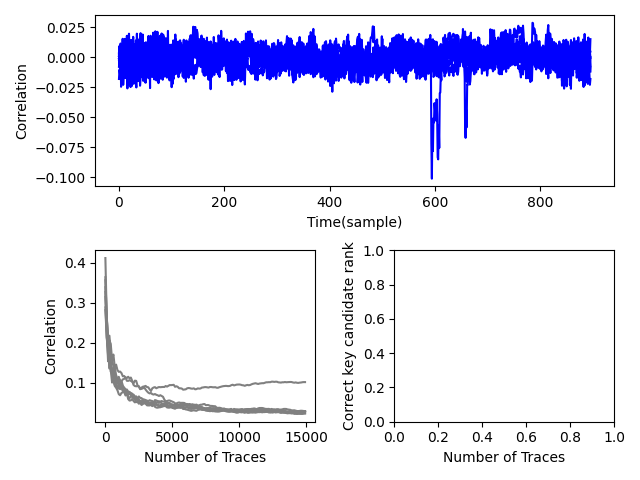 0.025
0.000
−0.025
−0.050
−0.075
−0.100
Correlation
0 200 400 600 800
Time(sample)
0.4
0.3
0.2
0.1
Correlation
0 5000 10000 15000
Number of Traces
1.0
0.8
0.6
0.4
0.2
0.0
Correct key candidate rank
0.0 0.2 0.4 0.6 0.8 1.0
Number of Traces